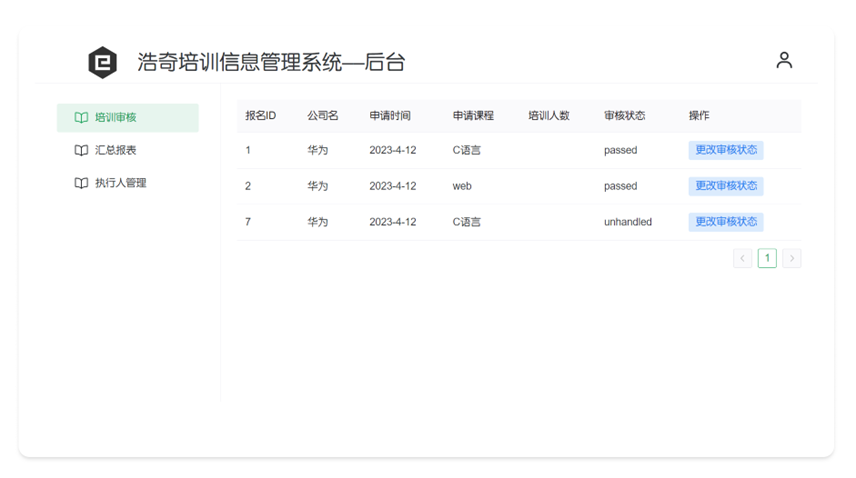 浩奇培训信息管理系统—后台
培训审核
汇总报表
执行人管理
报名ID 公司名 申请时间 申请课程 培训人数 审核状态 操作
1 华为 2023-4-12 C语言 passed 更改审核状态
2 华为 2023-4-12 web passed 更改审核状态
7 华为 2023-4-12 C语言 unhandled 更改审核状态
< 1 >